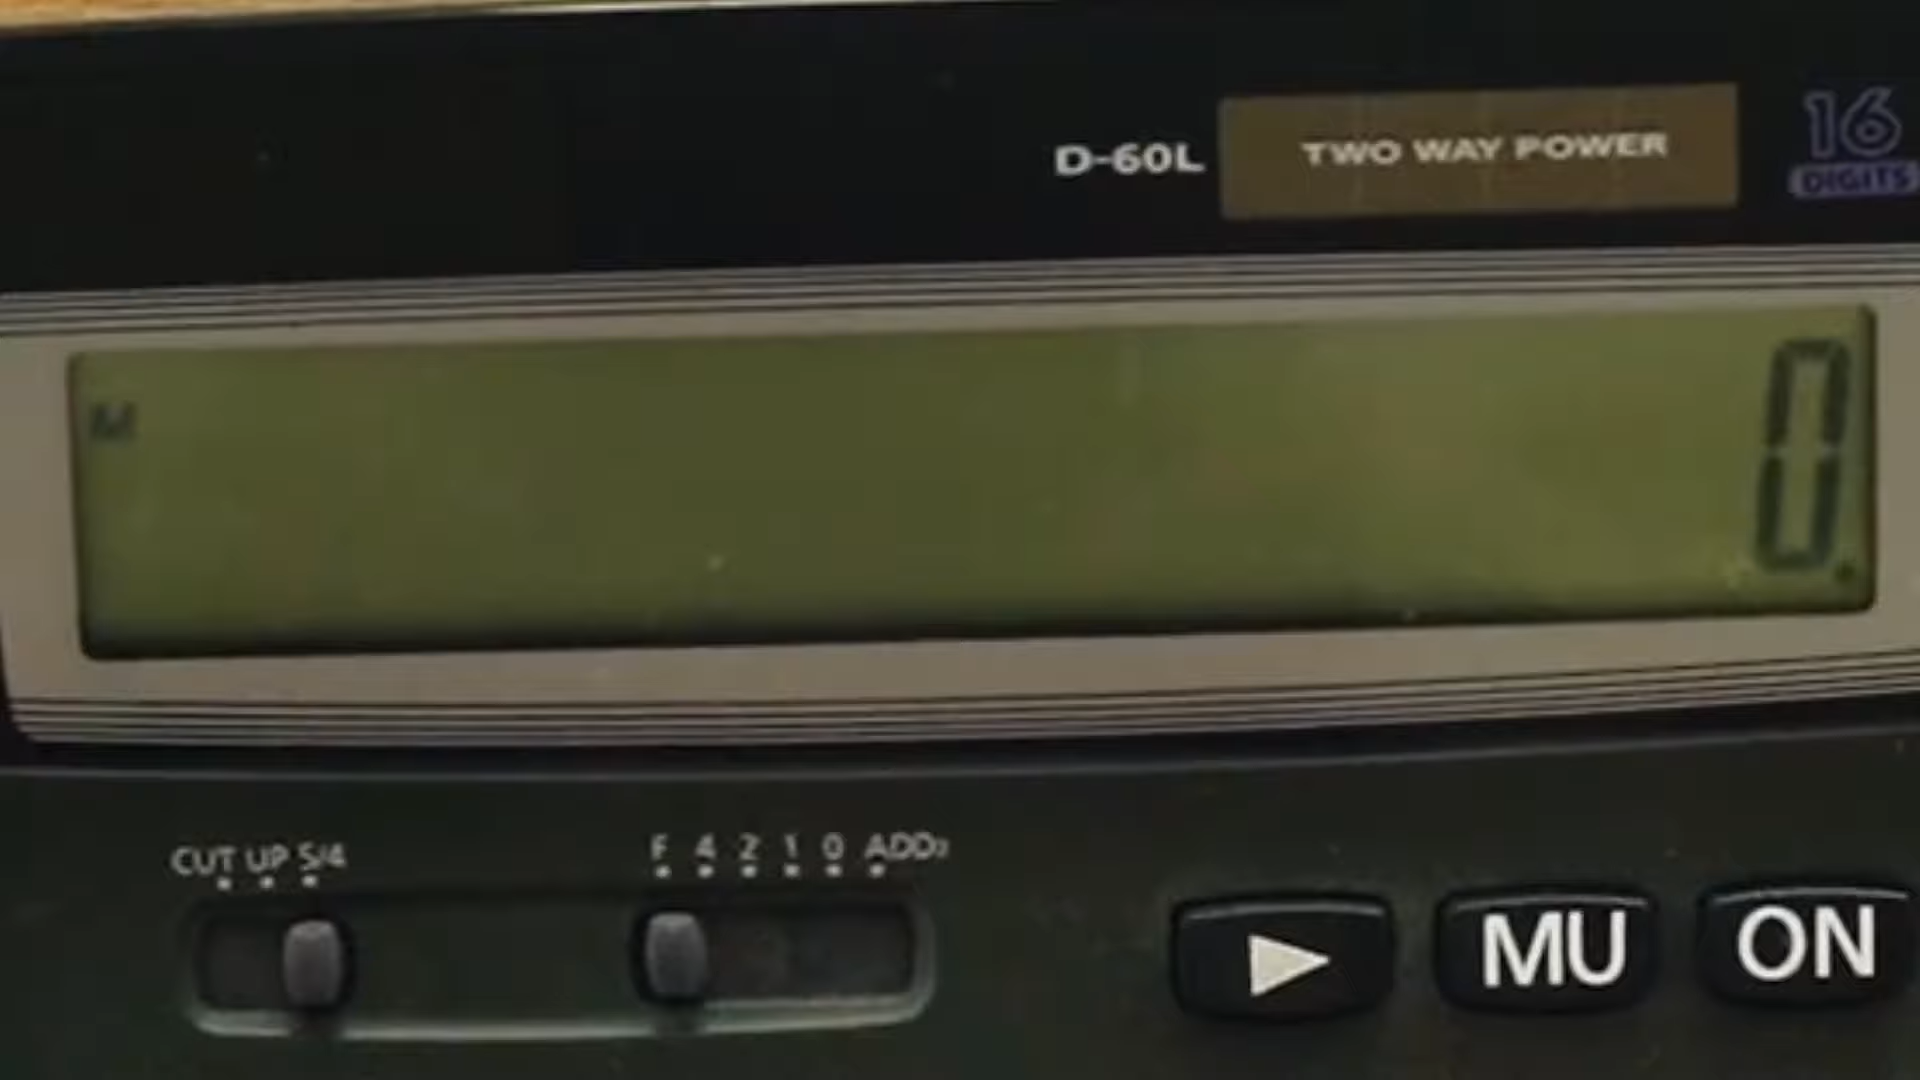 D-60L TWO WAY POWER 16
DIGITS
M
0.
CUT UP 5/4 F 4 2 1 0 ADD₂
MU ON